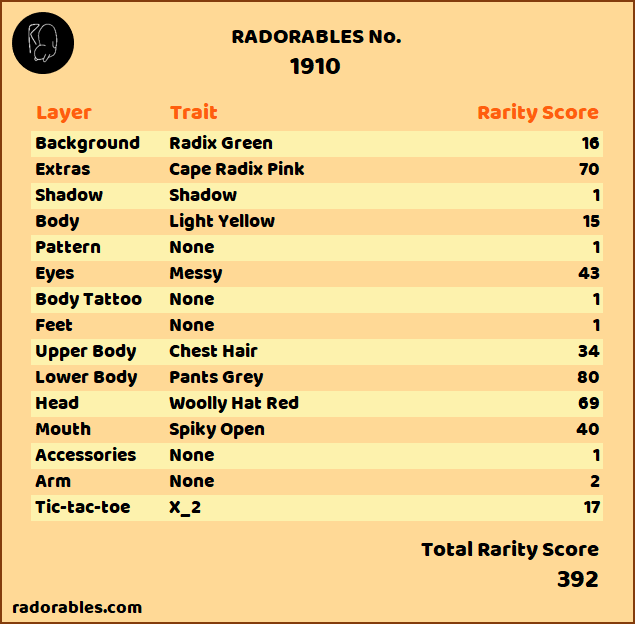 RADORABLES No.
1910
Layer Trait Rarity Score
Background Radix Green 16
Extras Cape Radix Pink 70
Shadow Shadow 1
Body Light Yellow 15
Pattern None 1
Eyes Messy 43
Body Tattoo None 1
Feet None 1
Upper Body Chest Hair 34
Lower Body Pants Grey 80
Head Woolly Hat Red 69
Mouth Spiky Open 40
Accessories None 1
Arm None 2
Tic-tac-toe X_2 17
Total Rarity Score
392
radorables.com